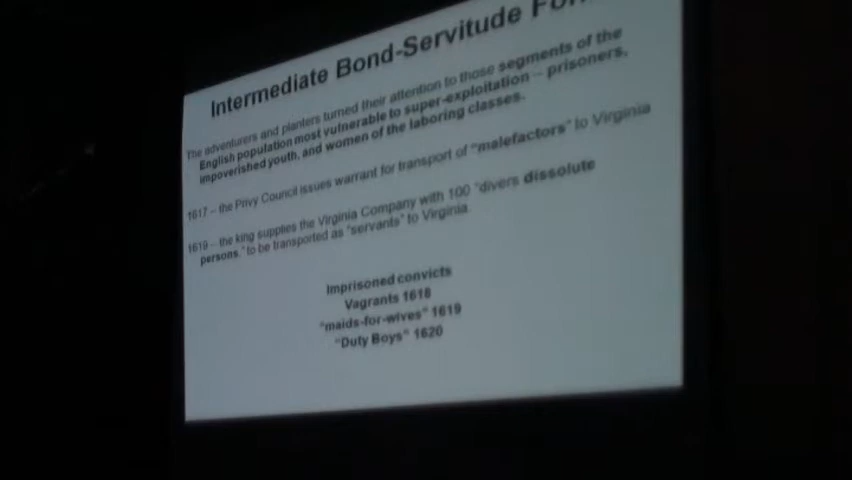 Intermediate Bond-Servitude
The adventurers and planters turned their attention to those segments of the
English population most vulnerable to super-exploitation – prisoners,
impoverished youth, and women of the laboring classes.
1617 – the Privy Council issues warrant for transport of "malefactors" to Virginia
1619 – the king supplies the Virginia Company with 100 "divers dissolute
persons," to be transported as "servants" to Virginia.
Imprisoned convicts
Vagrants 1618
"maids-for-wives" 1619
"Duty Boys" 1620